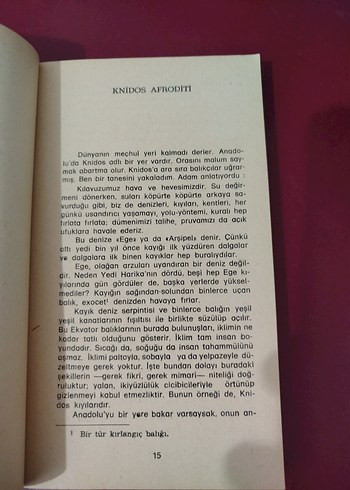 KNİDOS AFRODİTİ
Dünyanın meçhul yeri kalmadı derler. Anado-
lu'da Knidos adlı bir yer vardır. Orasını malum say-
mak abartma olur. Knidos'a ara sıra balıkçılar uğrar-
mış. Ben bir tanesini yakaladım. Adam anlatıyordu :
Kılavuzumuz hava ve hevesimizdir. Su değir-
meni dönerken, suları köpürte köpürte arkaya sa-
vurduğu gibi, biz de denizleri, kıyıları, kentleri, her
günkü usandırıcı yaşamayı, yolu-yöntemi, kuralı hep
fırlata fırlata; dümenimizi talihe, pruvamızı da açık
ufuklara havale ederiz.
Bu denize «Ege» ya da «Arşipel» denir. Çünkü
altı yedi bin yıl önce kayığı ilk yüzdüren dalgalar
ve dalgalara ilk binen kayıklar hep buralıydılar.
Ege, olağan arzuları uyandıran bir deniz değil-
dir. Neden Yedi Harika'nın dördü, beşi hep Ege kı-
yılarında gün gördüler de, başka yerlerde yüksel-
mediler? Kayığın sağından-solundan binlerce uçan
balık, exocet¹ denizden havaya fırlar.
Kayık deniz serpintisi ve binlerce balığın yeşil
yeşil kanatlarının fışıltısı ile birlikte süzülüp açılır.
Bu Ekvator balıklarının burada bulunuşları, iklimin ne
kadar tatlı olduğunu gösterir. İklim tam insan bo-
yundadır. Sıcağı da, soğuğu da insan tahammülünü
aşmaz. İklimi paltoyla, sobayla ya da yelpazeyle dü-
zeltmeye gerek yoktur. İşte bundan dolayı buradaki
şekillerin —gerek fikri, gerek mimari— niteliği doğ-
ruluktur; yalan, ikiyüzlülük cicibicileriyle örtünüp
gizlenmeyi kabul etmezliktir. Bunun örneği de, Kni-
dos kıyılarıdır.
Anadolu'yu bir yere bakar varsaysak, onun an-
¹ Bir tür kırlangıç balığı.
15